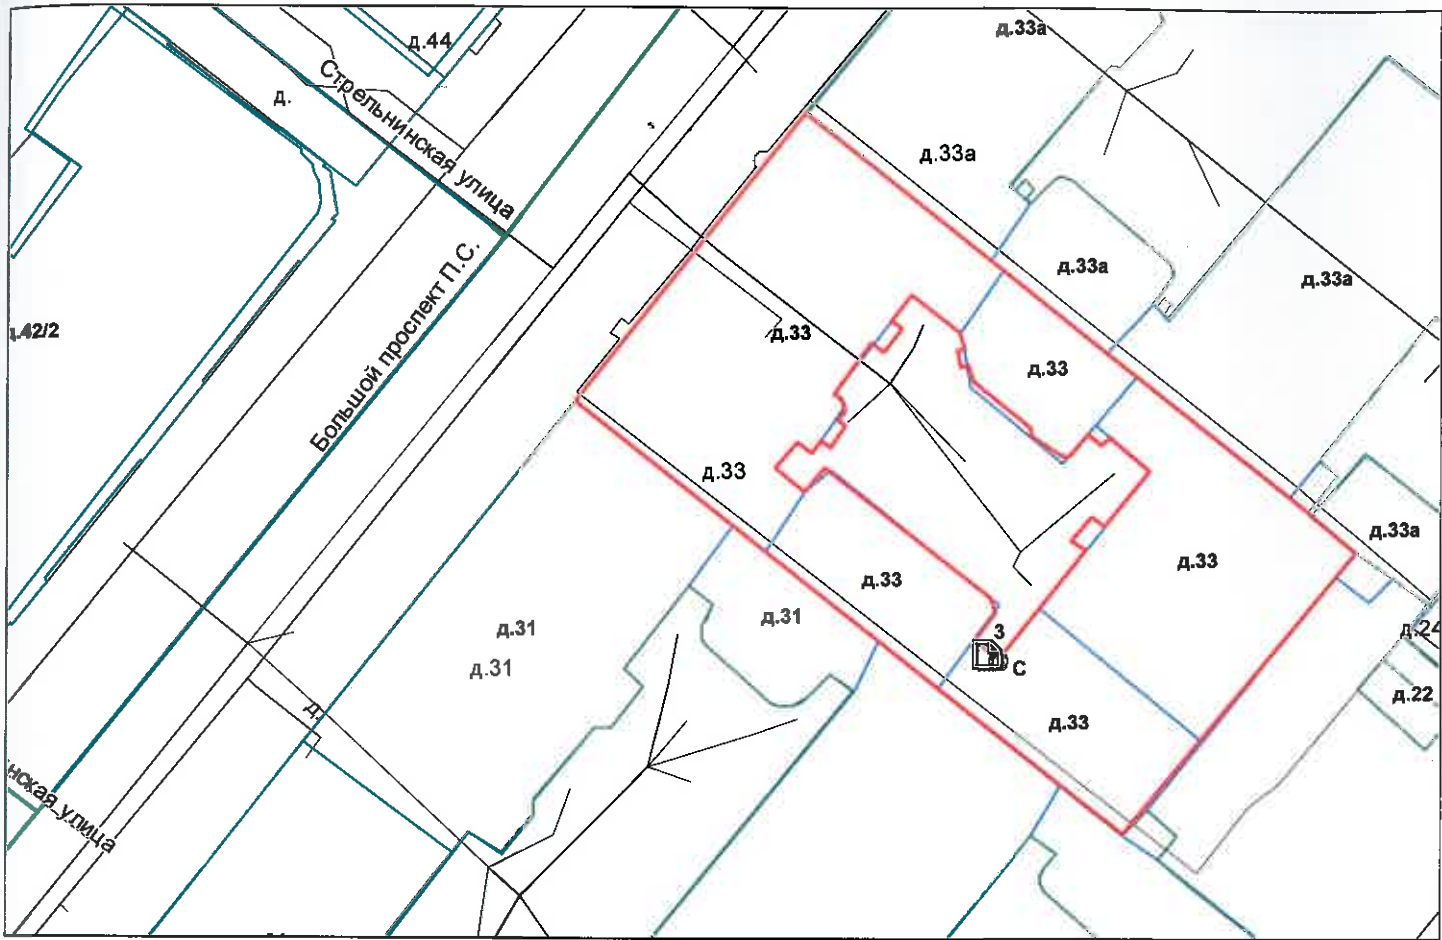 д.33а
д.44
Стрельнинская улица
д.
д.33а
д.33а
д.33а
Большой проспект П.С.
д.33
д.42/2
д.33
д.33
д.33а
д.33
д.33
д.31
д.31
д.31
3
С
д.24
д.22
д.
д.33
нская улица